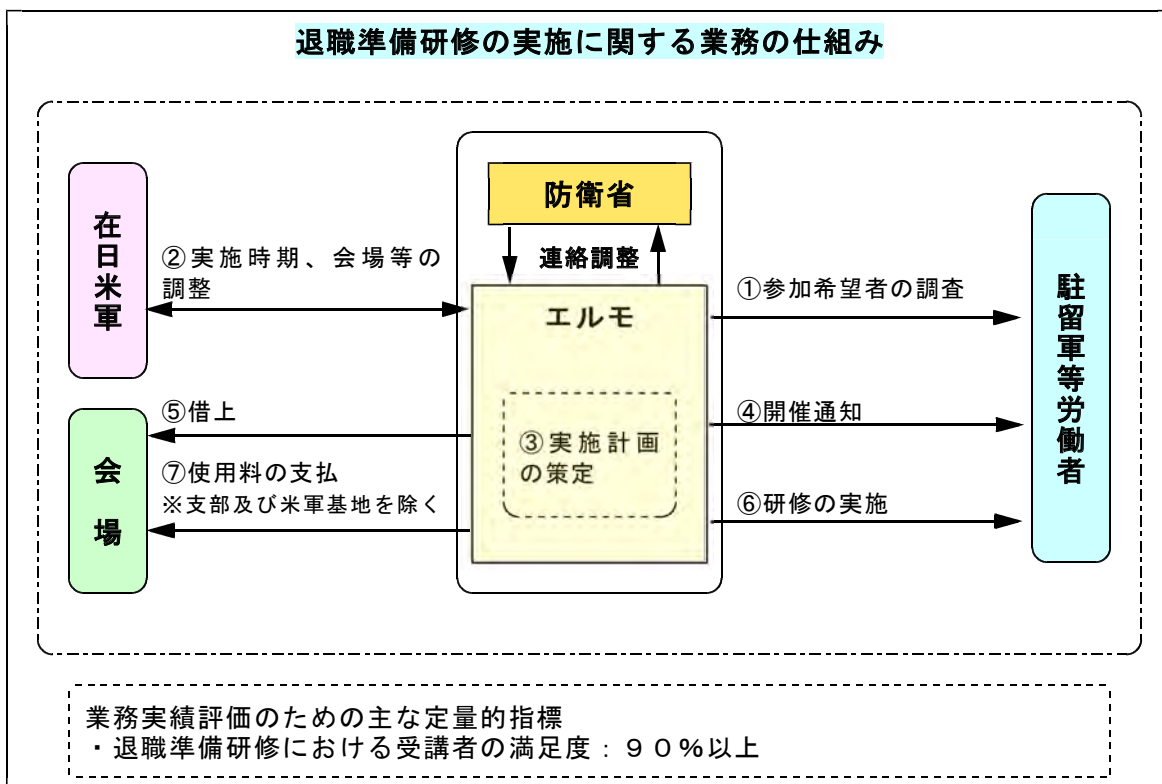 退職準備研修の実施に関する業務の仕組み
防衛省
連絡調整
在日米軍
②実施時期、会場等の
調整
エルモ
①参加希望者の調査
駐留軍等労働者
③実施計画
の策定
④開催通知
⑤借上
会場
⑦使用料の支払
※支部及び米軍基地を除く
⑥研修の実施
業務実績評価のための主な定量的指標
・退職準備研修における受講者の満足度：９０％以上